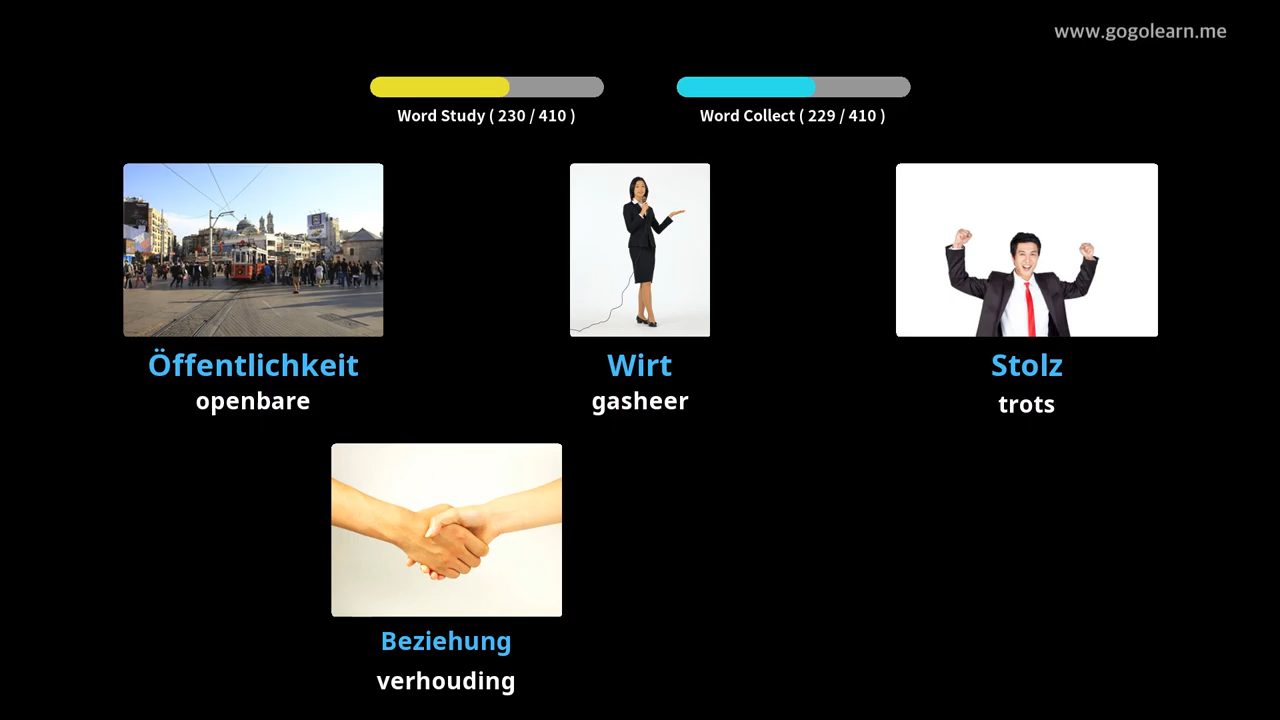 www.gogolearn.me
Word Study ( 230 / 410 )
Word Collect ( 229 / 410 )
Öffentlichkeit
openbare
Wirt
gasheer
Stolz
trots
Beziehung
verhouding